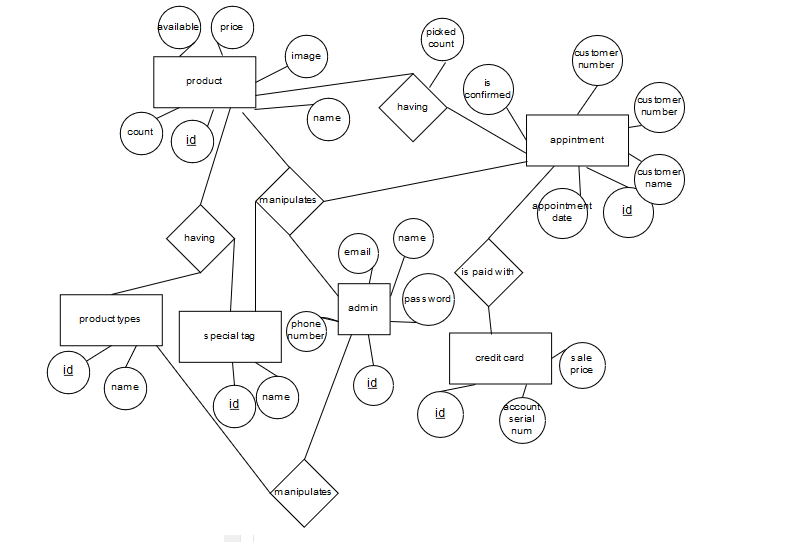 available
price
product
image
count
id
name
picked
count
having
is
confirmed
customer
number
customer
number
appintment
customer
name
appointment
date
id
manipulates
having
email
name
is paid with
password
admin
phone
number
product types
special tag
id
name
id
name
id
credit card
sale
price
id
account
serial
num
manipulates